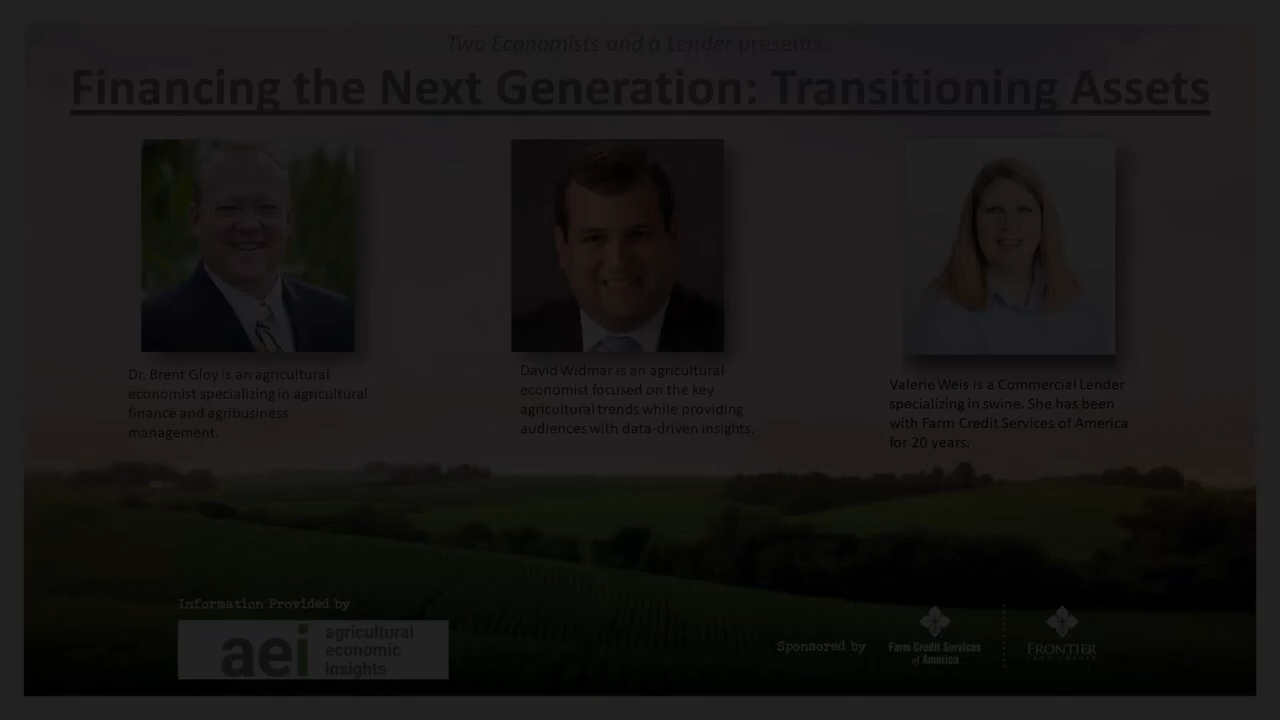 Two Economists and a Lender presents:
Financing the Next Generation: Transitioning Assets
Dr. Brent Gloy is an agricultural
economist specializing in agricultural
finance and agribusiness
management.
David Widmar is an agricultural
economist focused on the key
agricultural trends while providing
audiences with data-driven insights.
Valerie Weis is a Commercial Lender
specializing in swine. She has been
with Farm Credit Services of America
for 20 years.
Information Provided by
aei
agricultural
economic
insights
Sponsored by
Farm Credit Services
of America
FRONTIER
FARM CREDIT